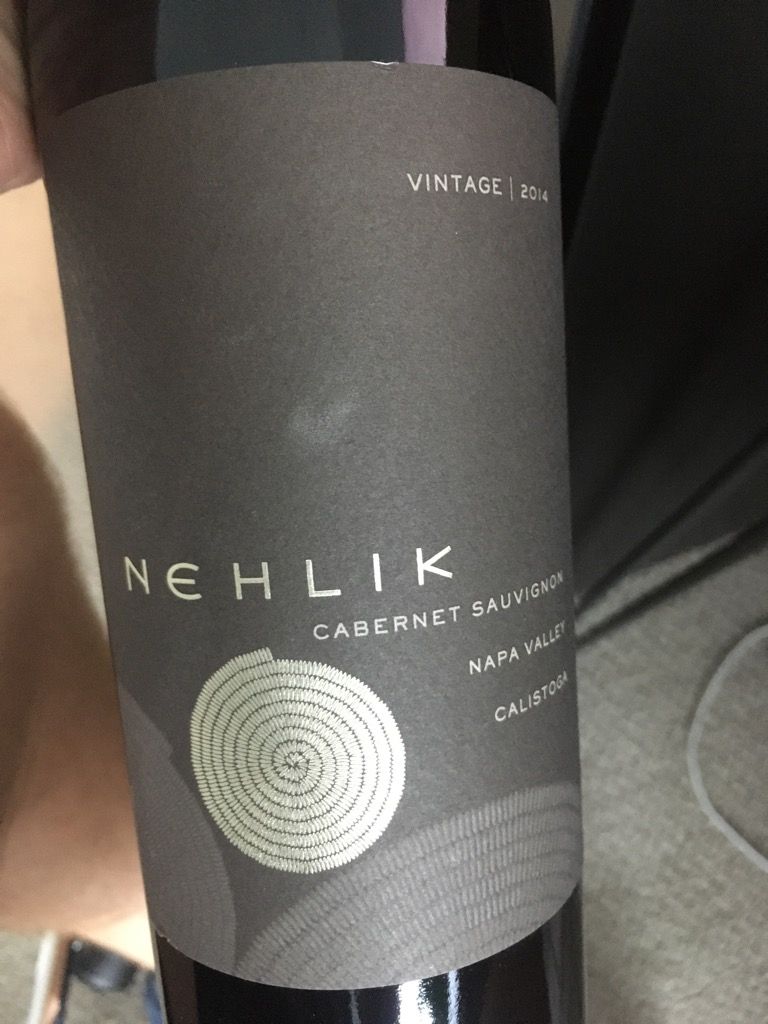 VINTAGE | 2014
NEHLIK
CABERNET SAUVIGNON
NAPA VALLEY
CALISTOGA